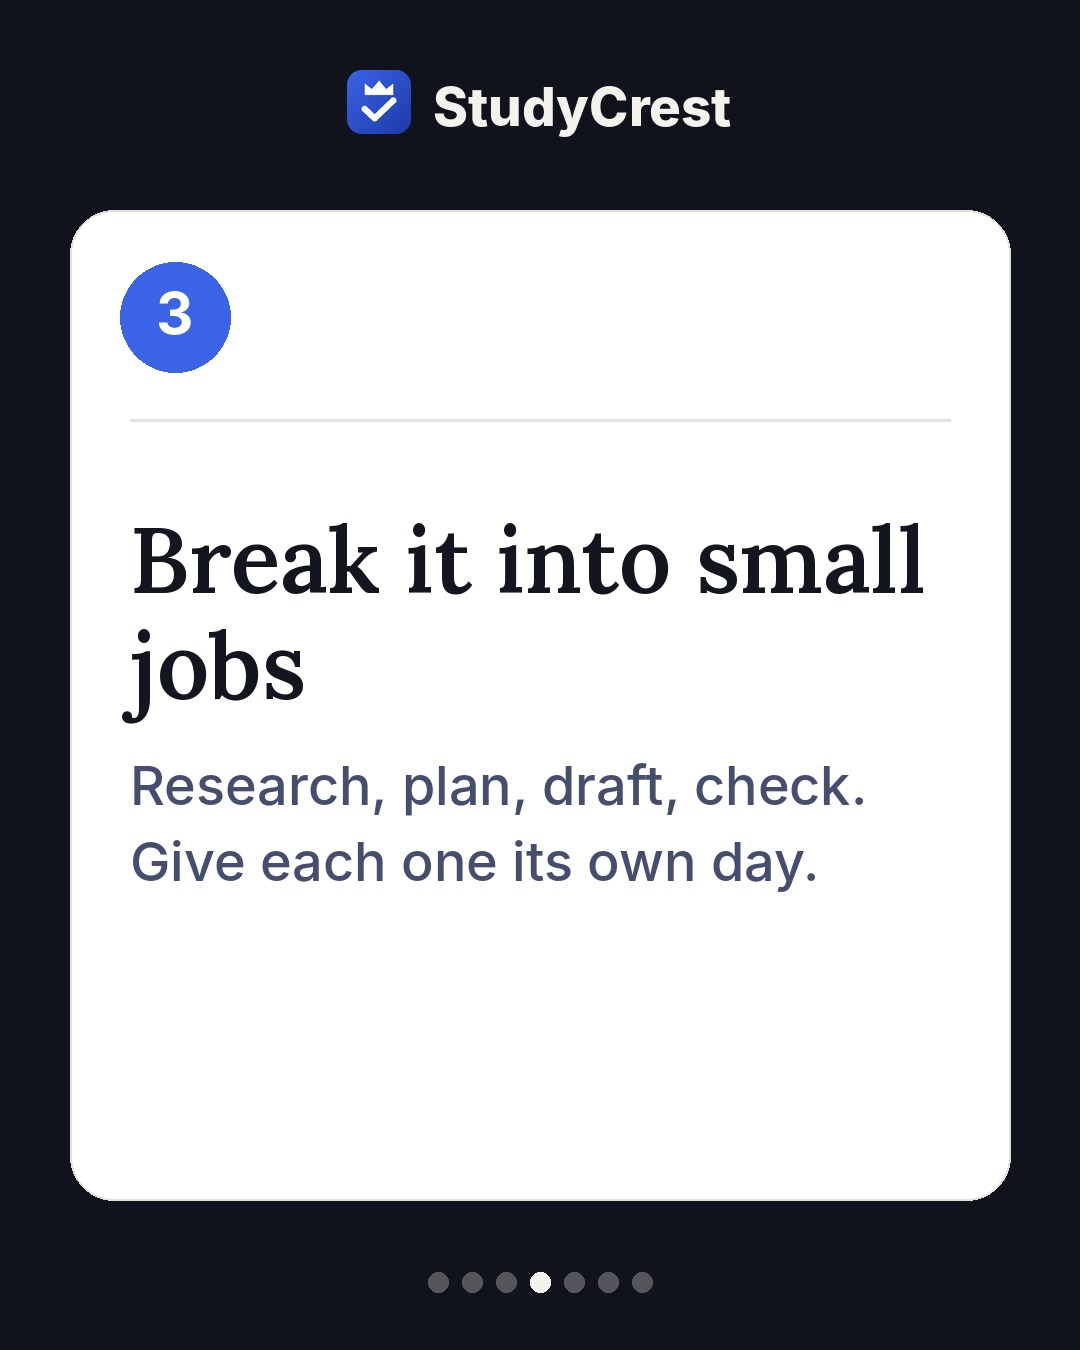 StudyCrest
3
Break it into small
jobs
Research, plan, draft, check.
Give each one its own day.